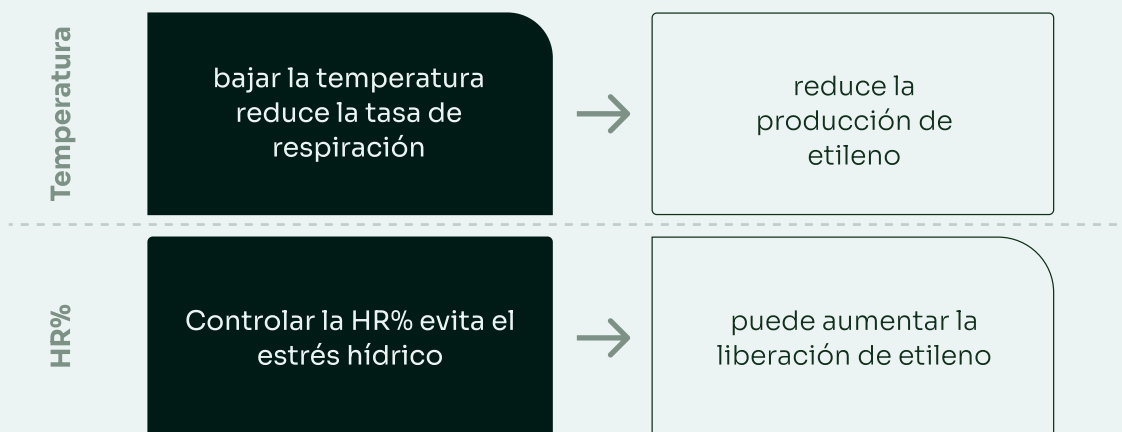 Temperatura
bajar la temperatura
reduce la tasa de
respiración
reduce la
producción de
etileno
HR%
Controlar la HR% evita el
estrés hídrico
puede aumentar la
liberación de etileno